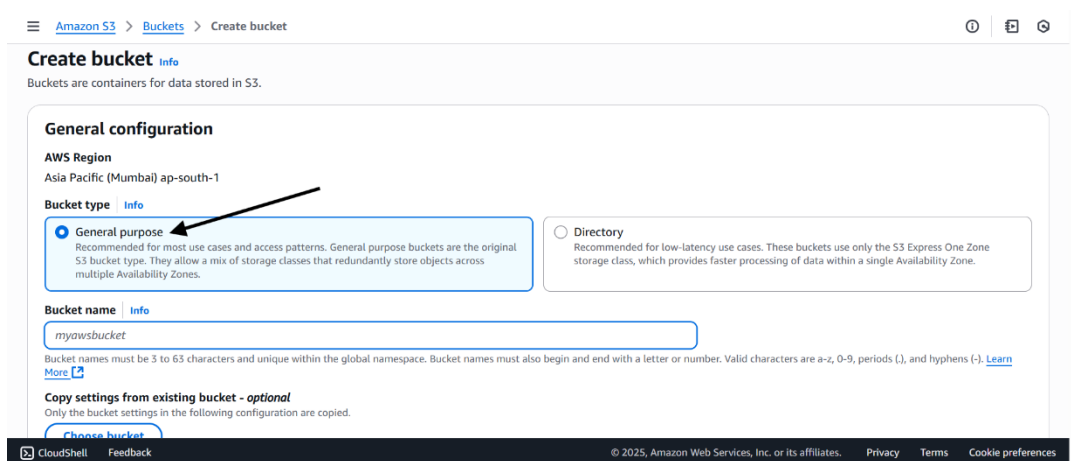 Amazon S3 > Buckets > Create bucket
Create bucket Info
Buckets are containers for data stored in S3.
General configuration
AWS Region
Asia Pacific (Mumbai) ap-south-1
Bucket type Info
General purpose
Recommended for most use cases and access patterns. General purpose buckets are the original
S3 bucket type. They allow a mix of storage classes that redundantly store objects across
multiple Availability Zones.
Directory
Recommended for low-latency use cases. These buckets use only the S3 Express One Zone
storage class, which provides faster processing of data within a single Availability Zone.
Bucket name Info
myawsbucket
Bucket names must be 3 to 63 characters and unique within the global namespace. Bucket names must also begin and end with a letter or number. Valid characters are a-z, 0-9, periods (.), and hyphens (-). Learn
More
Copy settings from existing bucket - optional
Only the bucket settings in the following configuration are copied.
Choose bucket
CloudShell Feedback © 2025, Amazon Web Services, Inc. or its affiliates. Privacy Terms Cookie preferences